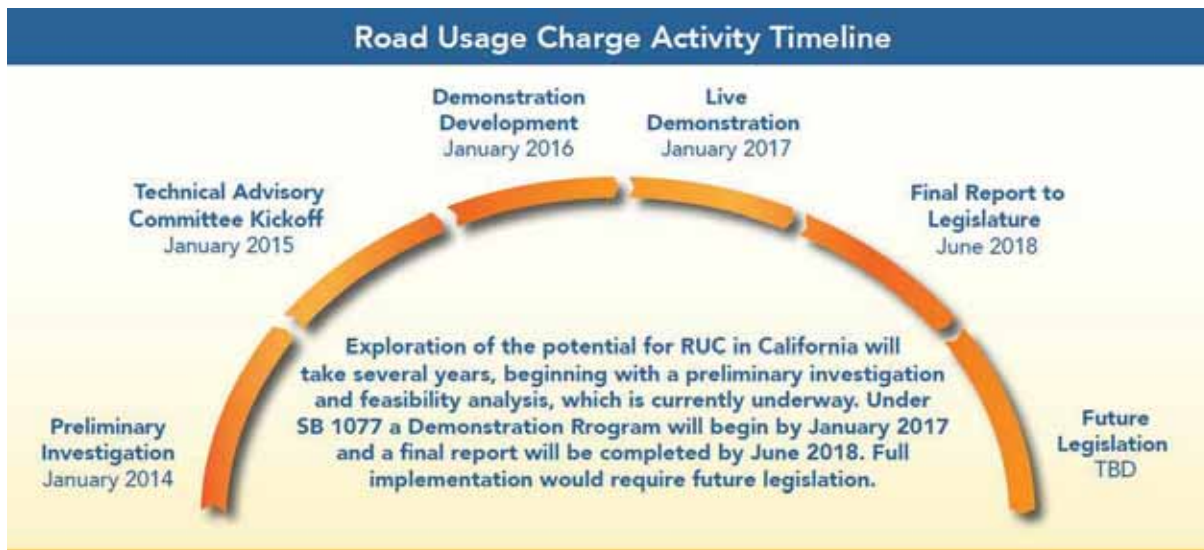 Road Usage Charge Activity Timeline
Preliminary
Investigation
January 2014
Technical Advisory
Committee Kickoff
January 2015
Demonstration
Development
January 2016
Live
Demonstration
January 2017
Final Report to
Legislature
June 2018
Future
Legislation
TBD
Exploration of the potential for RUC in California will
take several years, beginning with a preliminary investigation
and feasibility analysis, which is currently underway. Under
SB 1077 a Demonstration Rrogram will begin by January 2017
and a final report will be completed by June 2018. Full
implementation would require future legislation.